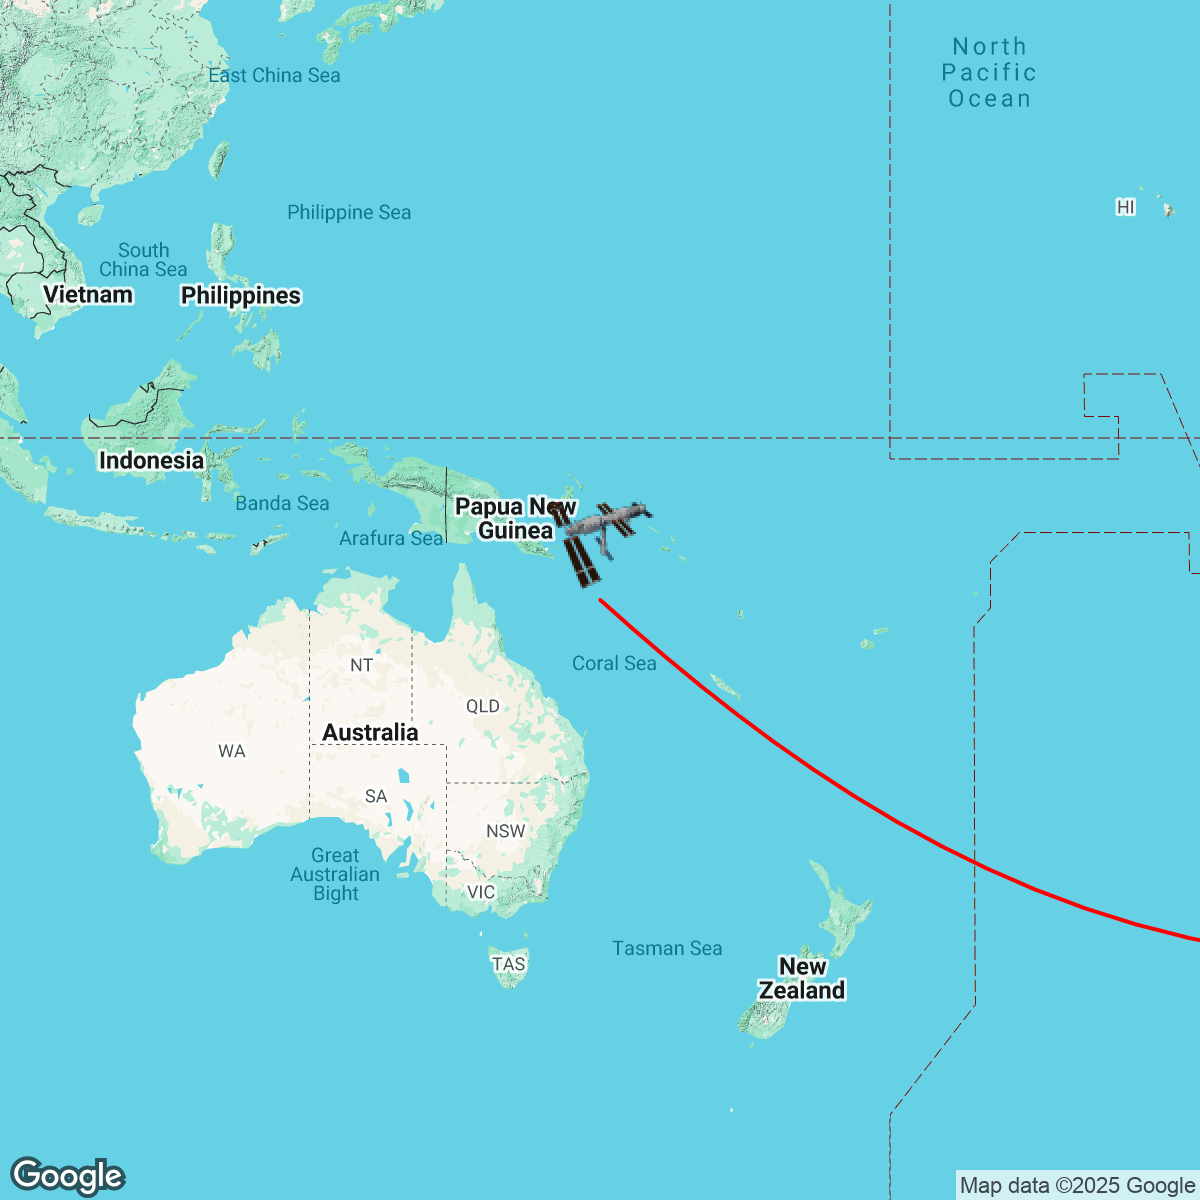 North
Pacific
Ocean
East China Sea
HI
Philippine Sea
South
China Sea
Vietnam
Philippines
Indonesia
Banda Sea
Papua New
Guinea
Arafura Sea
Coral Sea
NT
QLD
Australia
WA
SA
NSW
Great
Australian
Bight
VIC
Tasman Sea
TAS
New
Zealand
Google
Map data ©2025 Google